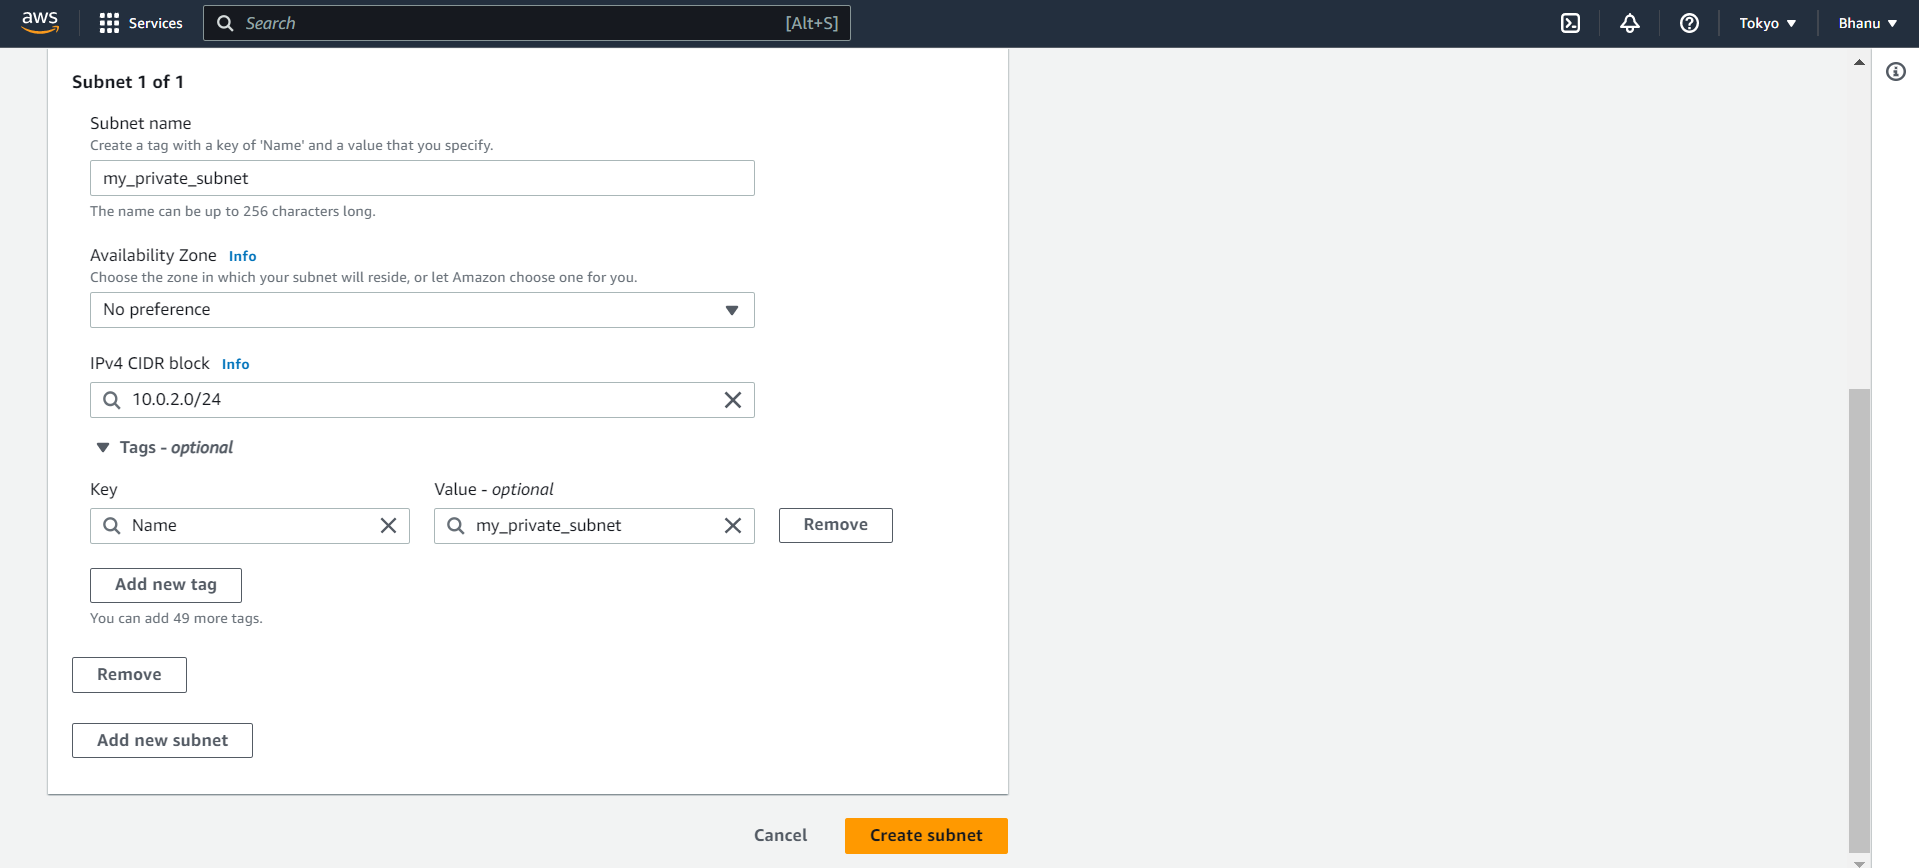 aws Services Search [Alt+S] Tokyo Bhanu
Subnet 1 of 1
Subnet name
Create a tag with a key of 'Name' and a value that you specify.
my_private_subnet
The name can be up to 256 characters long.
Availability Zone Info
Choose the zone in which your subnet will reside, or let Amazon choose one for you.
No preference
IPv4 CIDR block Info
10.0.2.0/24
Tags - optional
Key Value - optional
Name my_private_subnet Remove
Add new tag
You can add 49 more tags.
Remove
Add new subnet
Cancel Create subnet